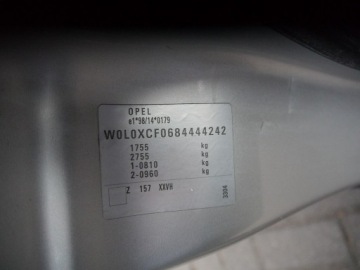 OPEL
e1*98/14*0179
W0L0XCF0684444242
1755 kg
2755 kg
1-0810 kg
2-0960 kg
Z 157 XXVH